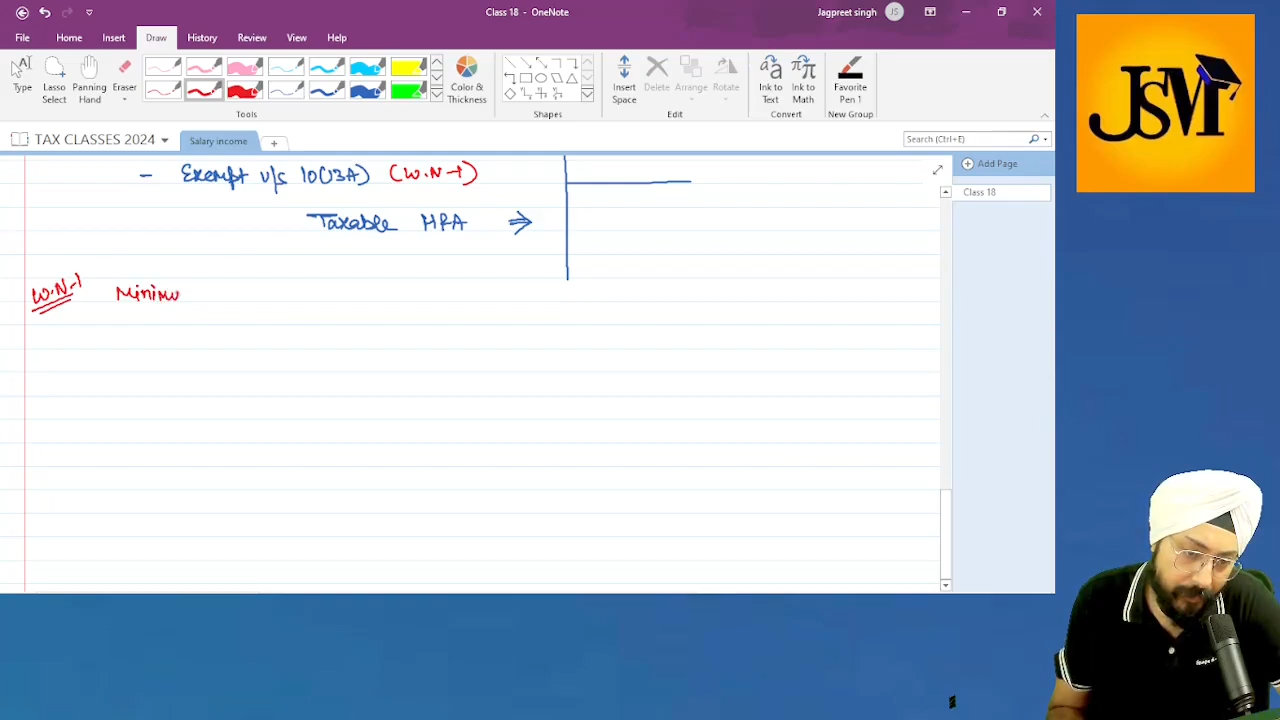 Class 18 - OneNote
Jagpreet singh JS
File Home Insert Draw History Review View Help
Type Lasso Select Panning Hand Eraser Color & Thickness Insert Space Delete Arrange Rotate Ink to Text Ink to Math Favorite Pen 1
Tools Shapes Edit Convert New Group
TAX CLASSES 2024 Salary income Search (Ctrl+E)
Add Page
Class 18
- Exempt u/s 10(13A) (W.N-1)
Taxable HRA ⇒
W.N-1 Minimu
JSM